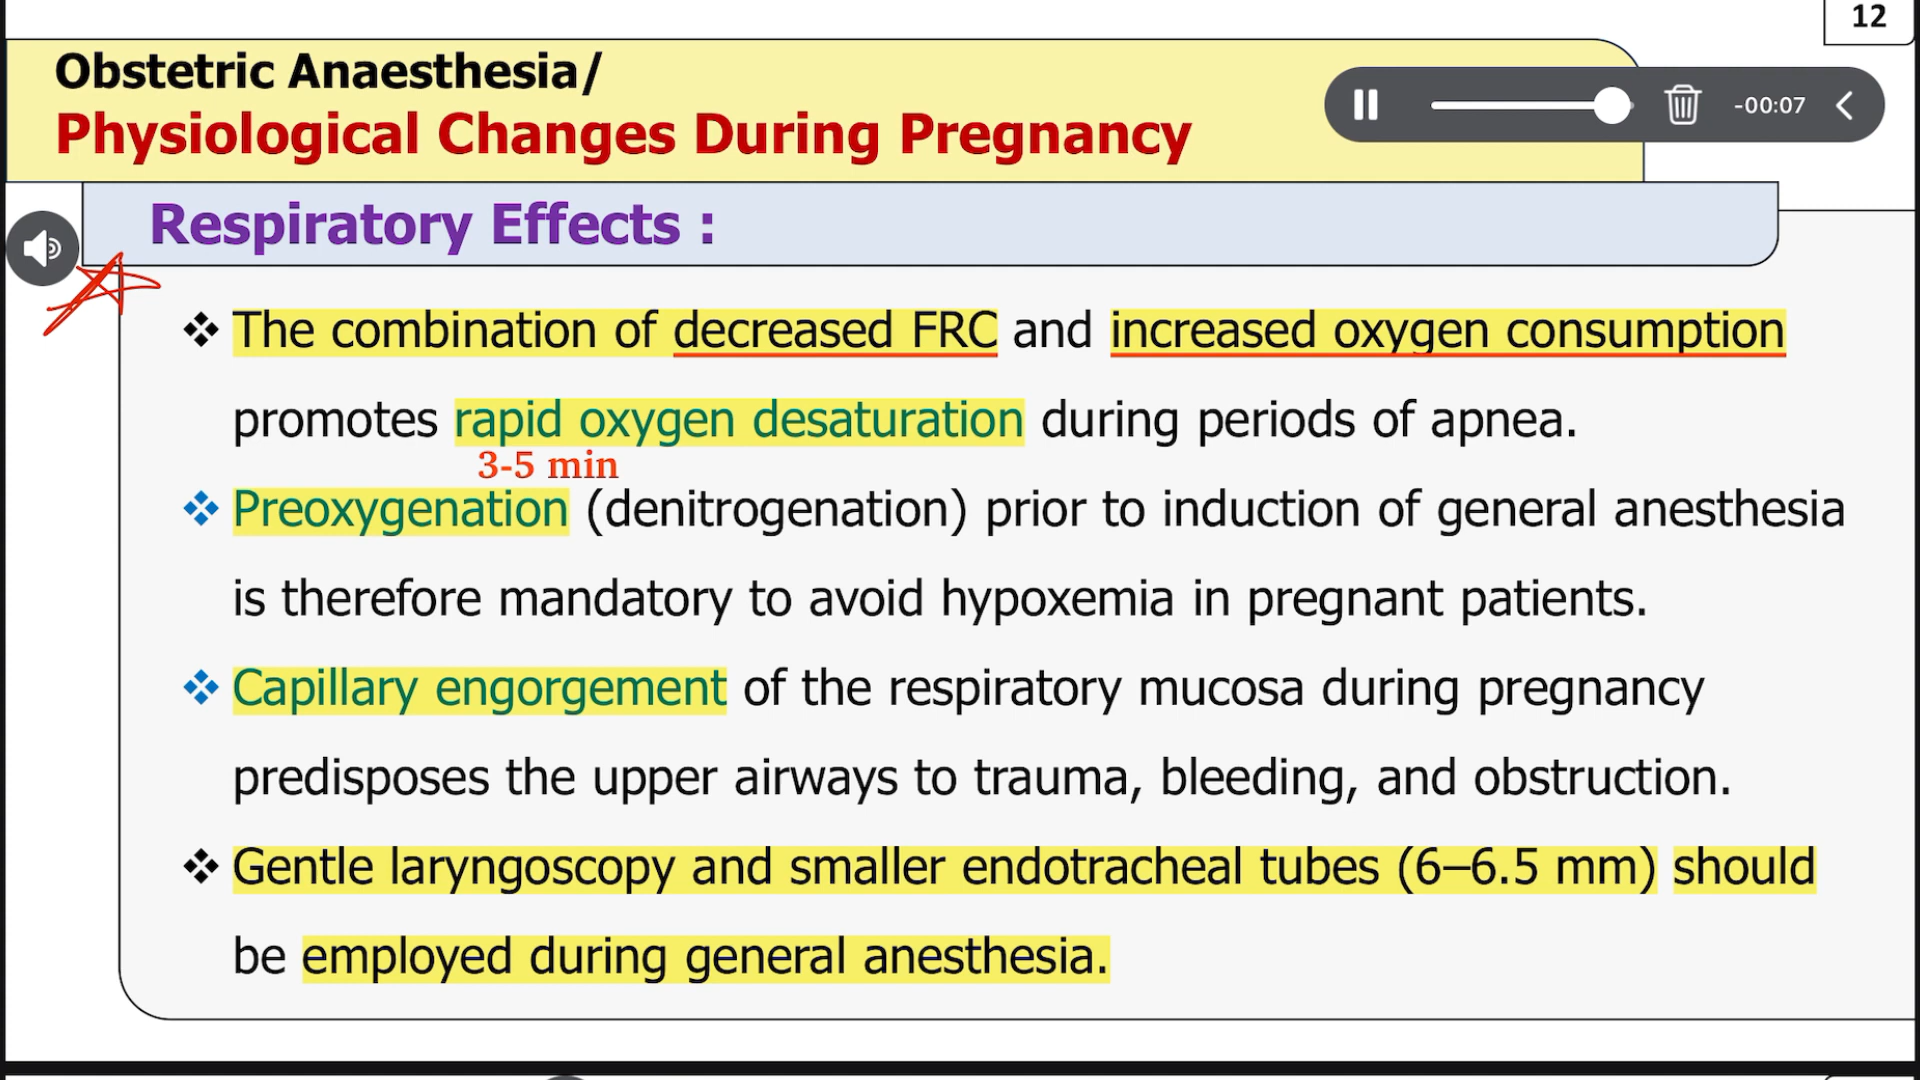 12
Obstetric Anaesthesia/
Physiological Changes During Pregnancy
-00:07
Respiratory Effects :
❖ The combination of decreased FRC and increased oxygen consumption
promotes rapid oxygen desaturation during periods of apnea.
3-5 min
❖ Preoxygenation (denitrogenation) prior to induction of general anesthesia
is therefore mandatory to avoid hypoxemia in pregnant patients.
❖ Capillary engorgement of the respiratory mucosa during pregnancy
predisposes the upper airways to trauma, bleeding, and obstruction.
❖ Gentle laryngoscopy and smaller endotracheal tubes (6–6.5 mm) should
be employed during general anesthesia.